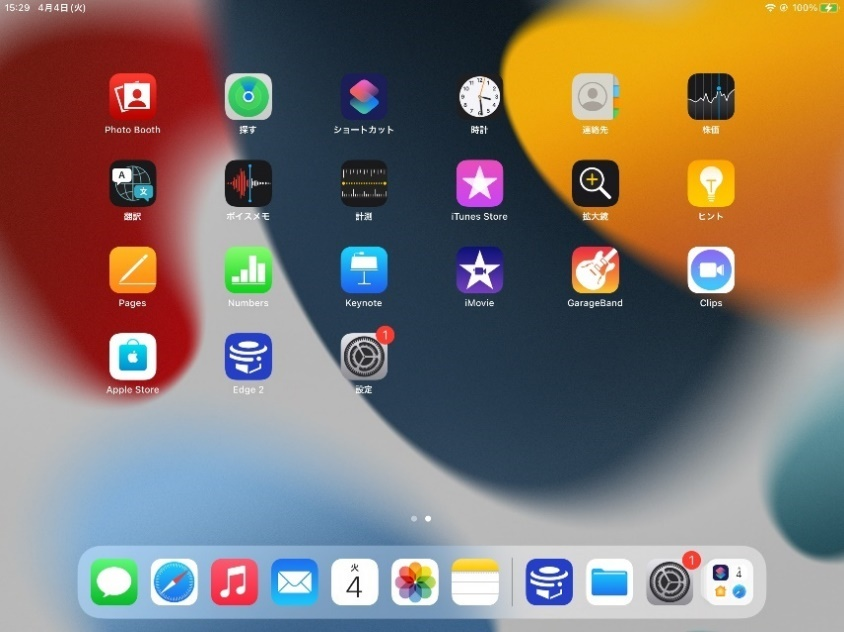 15:29 4月4日(火)
100%
Photo Booth
探す
ショートカット
時計
連絡先
株価
A
文
翻訳
ボイスメモ
計測
iTunes Store
拡大鏡
ヒント
Pages
Numbers
Keynote
iMovie
GarageBand
Clips
1
Apple Store
Edge 2
設定
火
4
1
4